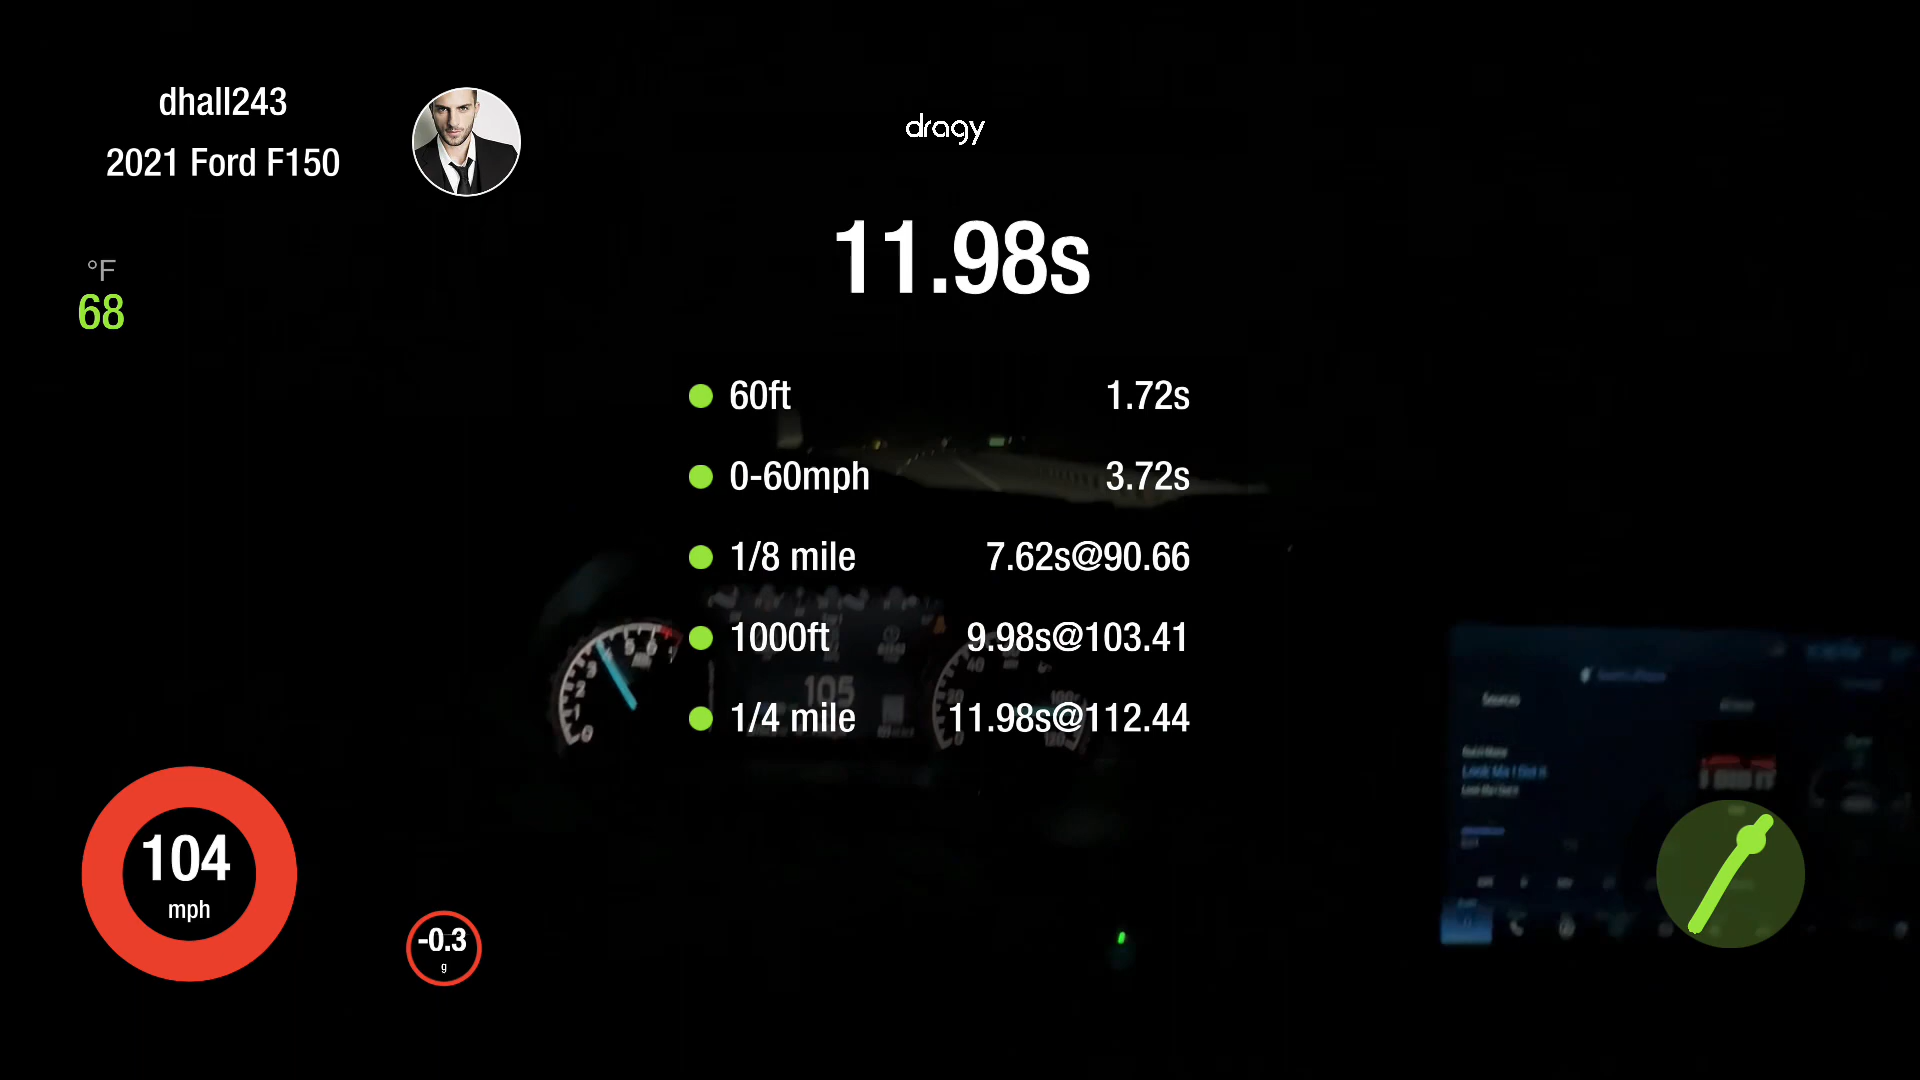 dhall243
2021 Ford F150
dragy
°F
68
11.98s
60ft 1.72s
0-60mph 3.72s
1/8 mile 7.62s@90.66
1000ft 9.98s@103.41
1/4 mile 11.98s@112.44
105
Sources
104
mph
-0.3
g